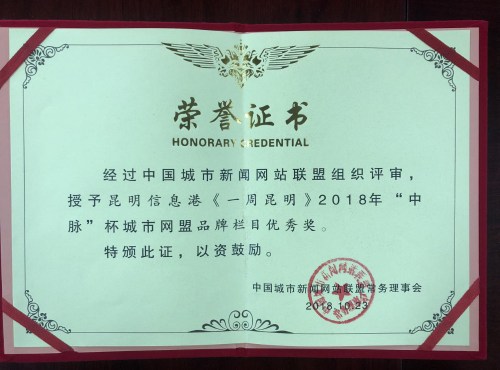 荣誉证书
HONORARY CREDENTIAL
经过中国城市新闻网站联盟组织评审，
授予昆明信息港《一周昆明》2018年“中
脉”杯城市网盟品牌栏目优秀奖。
特颁此证，以资鼓励。
中国城市新闻网站联盟常务理事会
2018.10.23